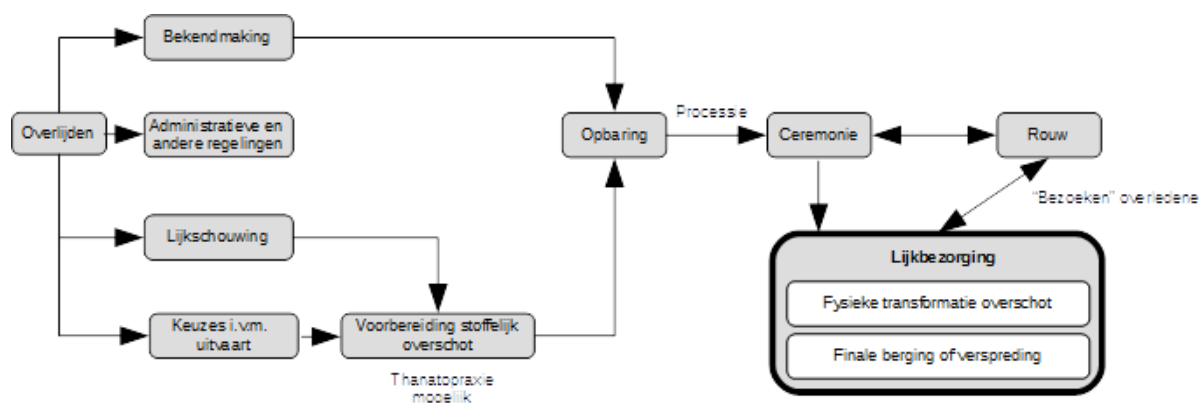 Bekendmaking
Overlijden
Administratieve en
andere regelingen
Lijkschouwing
Keuzes i.v.m.
uitvaart
Voorbereiding stoffelijk
overschot
Thanatopraxie
mogelijk
Opbaring
Processie
Ceremonie
Rouw
"Bezoeken" overledene
Lijkbezorging
Fysieke transformatie overschot
Finale berging of verspreding